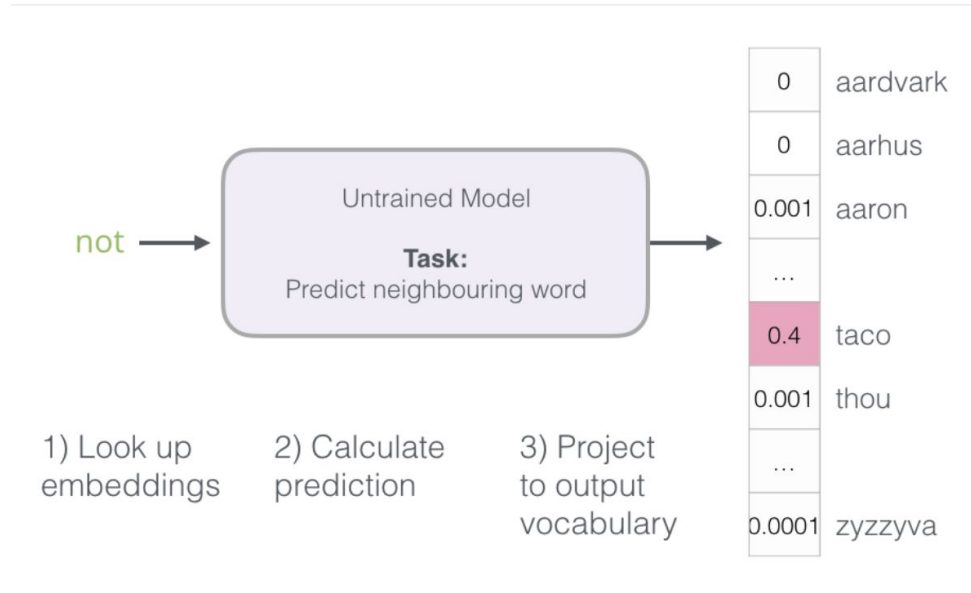 not
Untrained Model
Task:
Predict neighbouring word
0 aardvark
0 aarhus
0.001 aaron
...
0.4 taco
0.001 thou
...
0.0001 zyzzyva
1) Look up
embeddings
2) Calculate
prediction
3) Project
to output
vocabulary